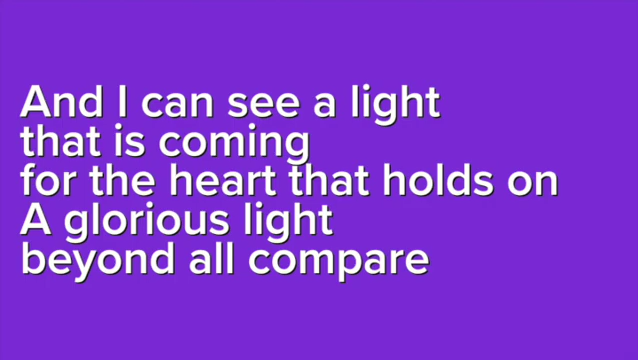 And I can see a light
that is coming
for the heart that holds on
A glorious light
beyond all compare